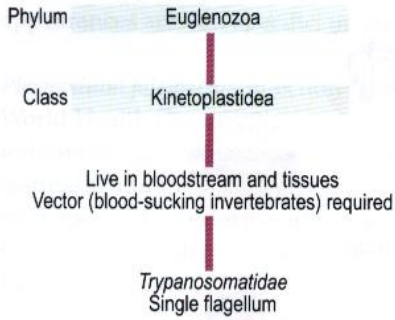 Phylum Euglenozoa
Class Kinetoplastidea
Live in bloodstream and tissues
Vector (blood-sucking invertebrates) required
Trypanosomatidae
Single flagellum